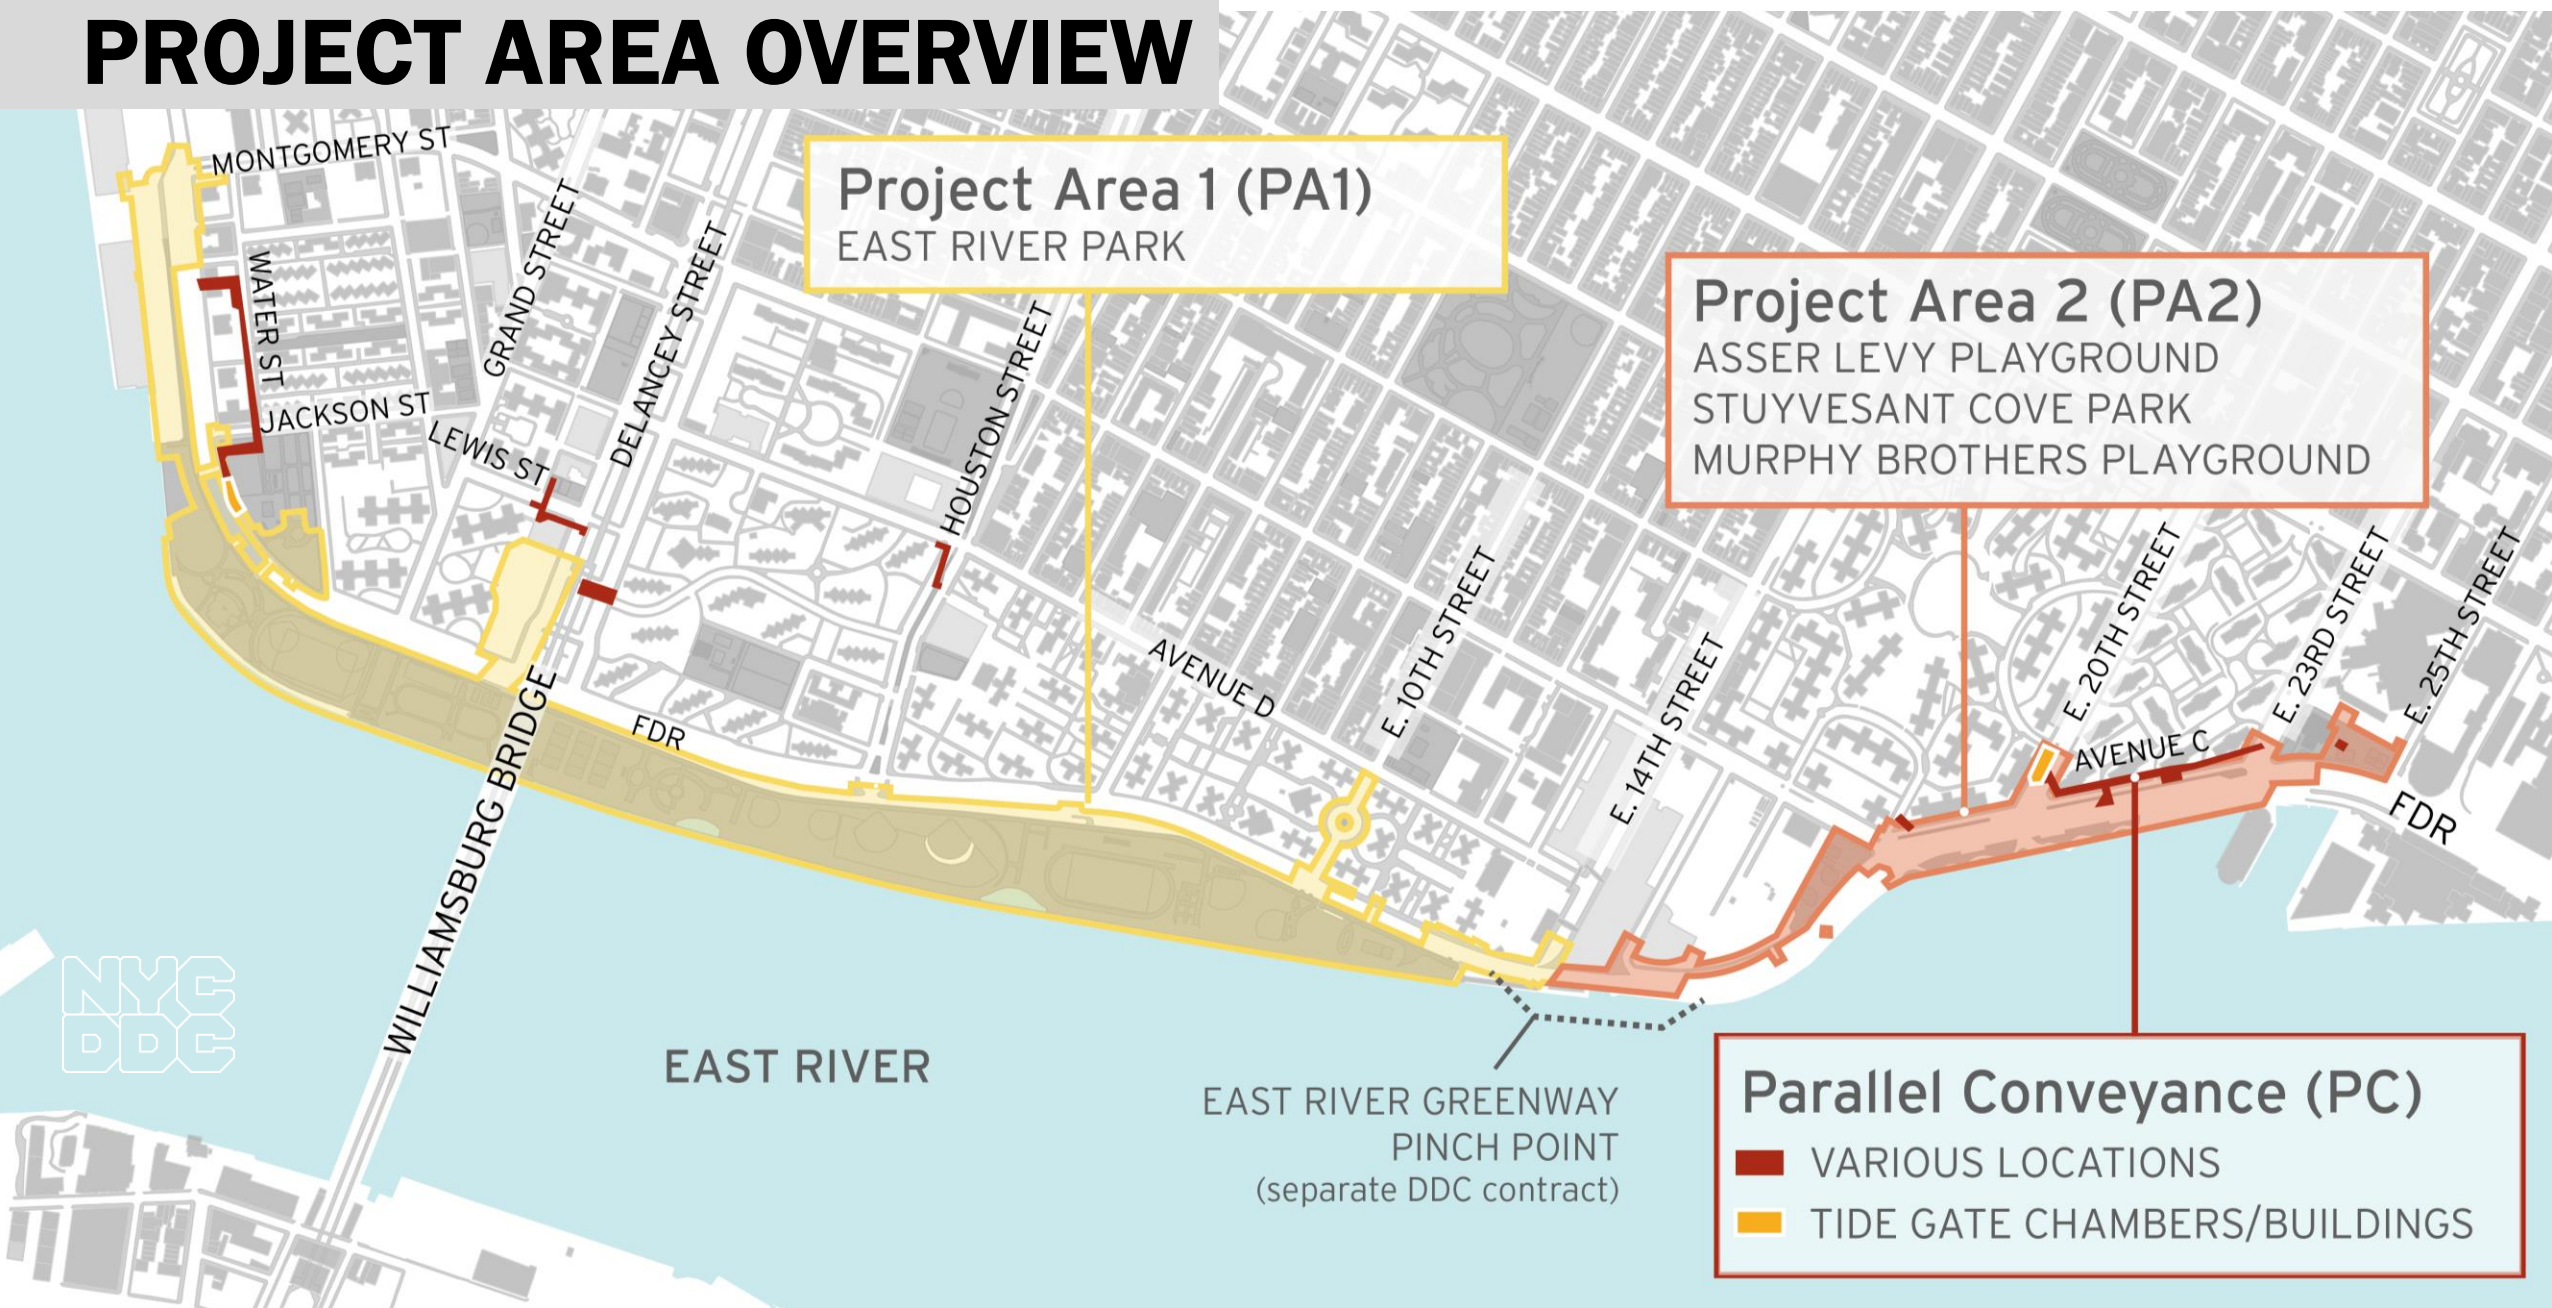 PROJECT AREA OVERVIEW
MONTGOMERY ST
WATER ST
JACKSON ST
GRAND STREET
LEWIS ST
DELANCEY STREET
HOUSTON STREET
Project Area 1 (PA1)
EAST RIVER PARK
Project Area 2 (PA2)
ASSER LEVY PLAYGROUND
STUYVESANT COVE PARK
MURPHY BROTHERS PLAYGROUND
AVENUE D
E. 10TH STREET
E. 14TH STREET
E. 20TH STREET
E. 23RD STREET
E. 25TH STREET
AVENUE C
FDR
FDR
WILLIAMSBURG BRIDGE
NYC
DDC
EAST RIVER
EAST RIVER GREENWAY
PINCH POINT
(separate DDC contract)
Parallel Conveyance (PC)
VARIOUS LOCATIONS
TIDE GATE CHAMBERS/BUILDINGS